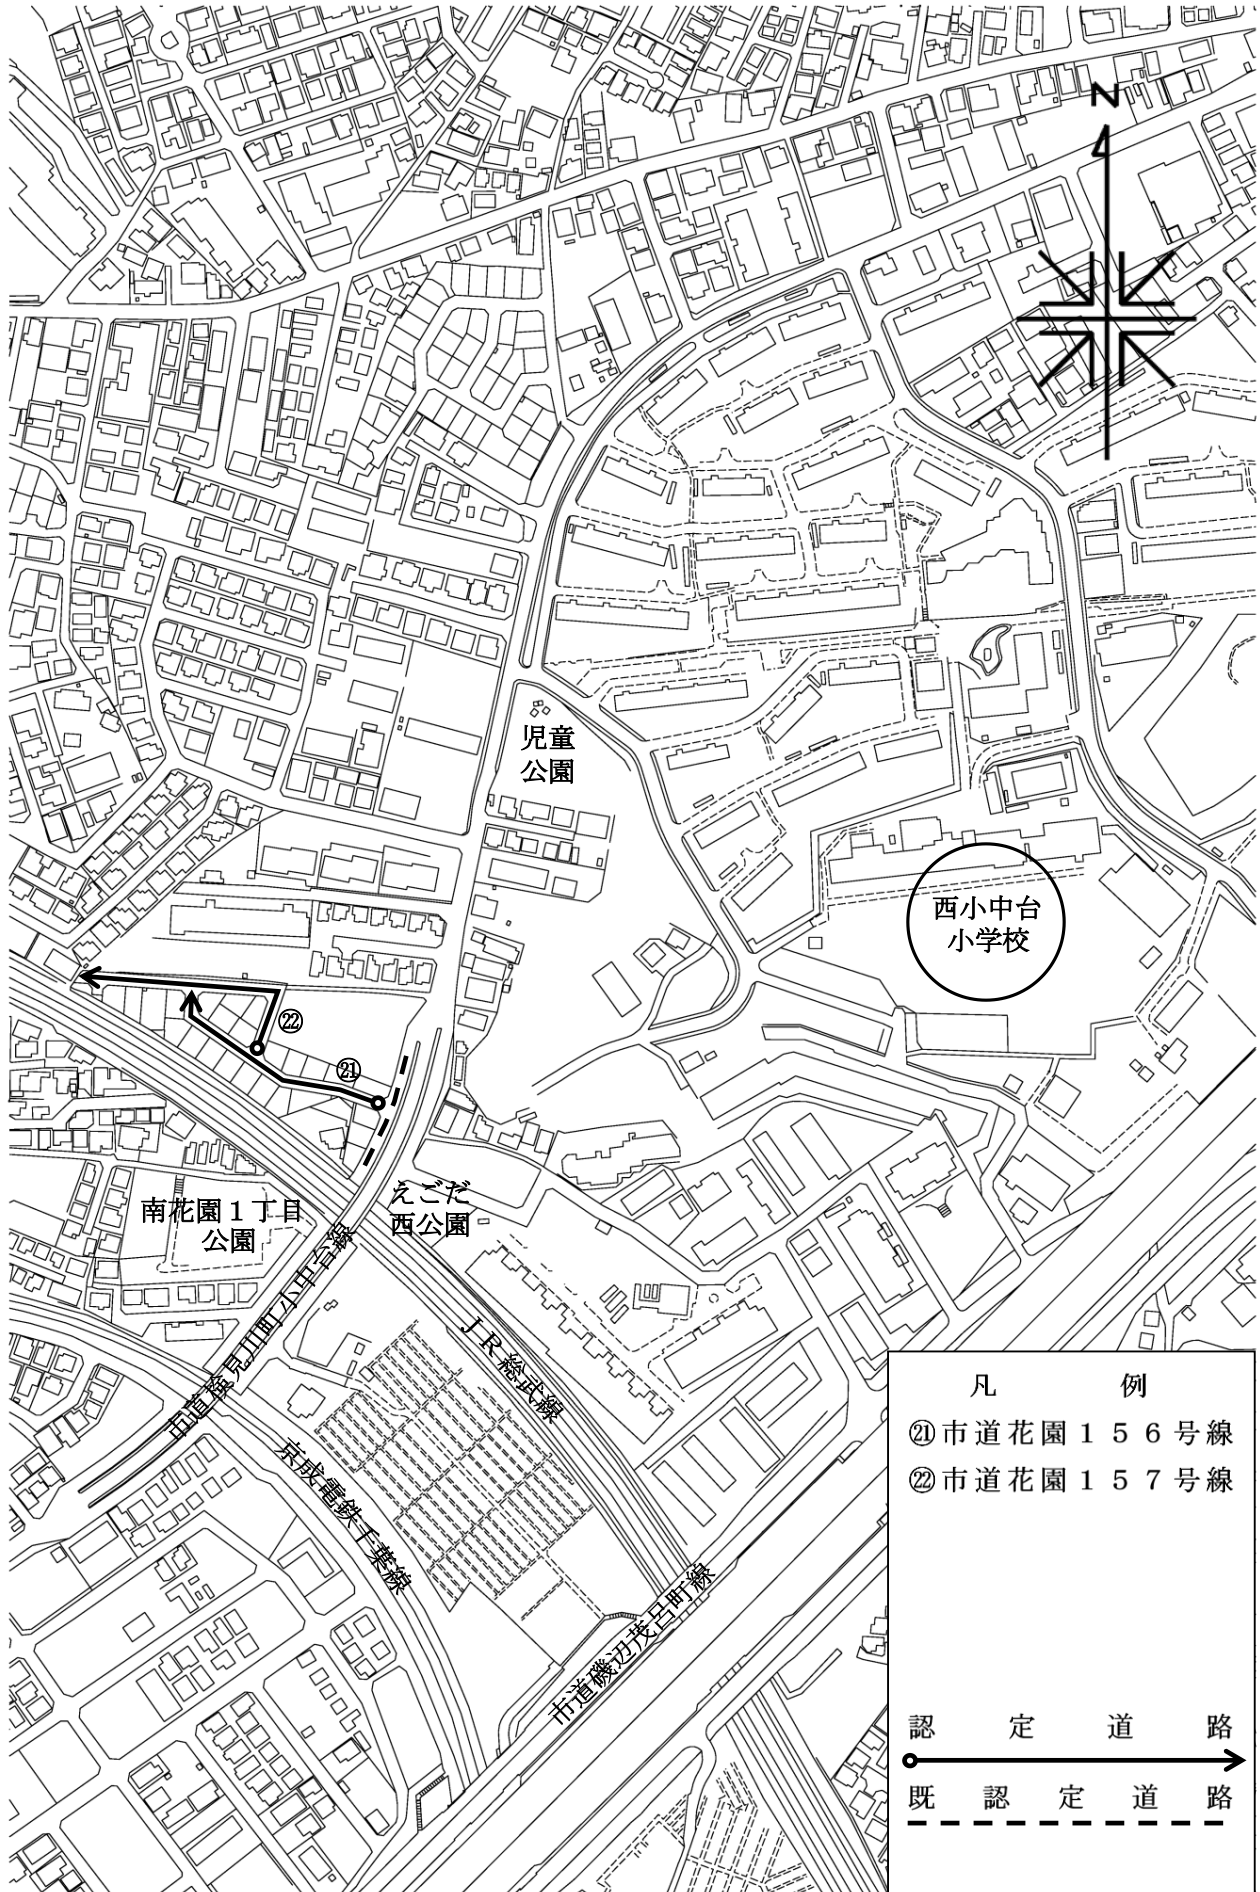 N
児童
公園
西小中台
小学校
㉒
㉑
えごだ
西公園
南花園１丁目
公園
市道検見川町小中台線
ＪＲ総武線
京成電鉄千葉線
市道磯辺茂呂町線
凡例
㉑市道花園１５６号線
㉒市道花園１５７号線
認定道路
既認定道路